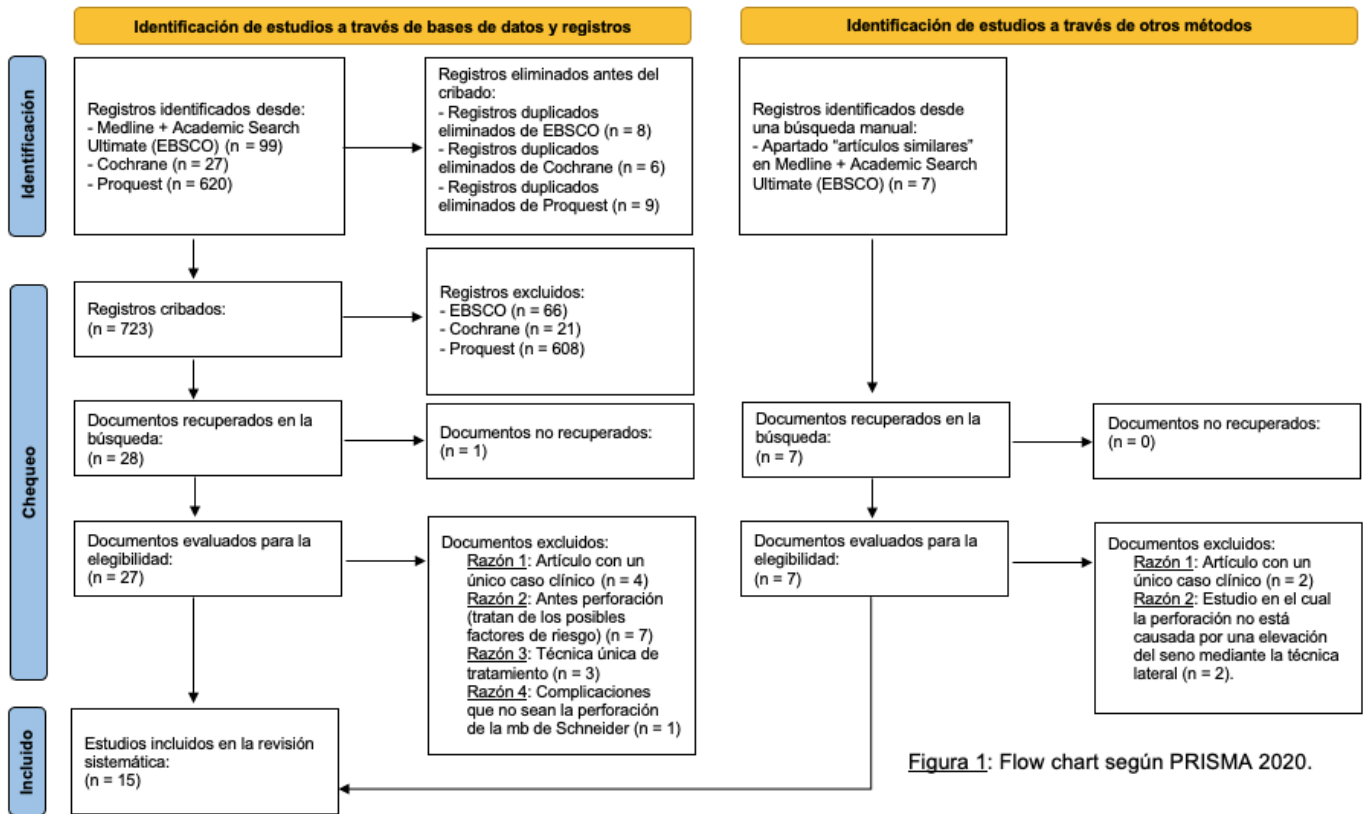 Identificación de estudios a través de bases de datos y registros
Identificación de estudios a través de otros métodos
Identificación
Registros identificados desde:
- Medline + Academic Search
Ultimate (EBSCO) (n = 99)
- Cochrane (n = 27)
- Proquest (n = 620)
Registros eliminados antes del
cribado:
- Registros duplicados
eliminados de EBSCO (n = 8)
- Registros duplicados
eliminados de Cochrane (n = 6)
- Registros duplicados
eliminados de Proquest (n = 9)
Registros identificados desde
una búsqueda manual:
- Apartado “artículos similares”
en Medline + Academic Search
Ultimate (EBSCO) (n = 7)
Chequeo
Registros cribados:
(n = 723)
Registros excluidos:
- EBSCO (n = 66)
- Cochrane (n = 21)
- Proquest (n = 608)
Documentos recuperados en la
búsqueda:
(n = 28)
Documentos no recuperados:
(n = 1)
Documentos recuperados en la
búsqueda:
(n = 7)
Documentos no recuperados:
(n = 0)
Documentos evaluados para la
elegibilidad:
(n = 27)
Documentos excluidos:
Razón 1: Artículo con un
único caso clínico (n = 4)
Razón 2: Antes perforación
(tratan de los posibles
factores de riesgo) (n = 7)
Razón 3: Técnica única de
tratamiento (n = 3)
Razón 4: Complicaciones
que no sean la perforación
de la mb de Schneider (n = 1)
Documentos evaluados para la
elegibilidad:
(n = 7)
Documentos excluidos:
Razón 1: Artículo con un
único caso clínico (n = 2)
Razón 2: Estudio en el cual
la perforación no está
causada por una elevación
del seno mediante la técnica
lateral (n = 2).
Incluido
Estudios incluidos en la revisión
sistemática:
(n = 15)
Figura 1: Flow chart según PRISMA 2020.